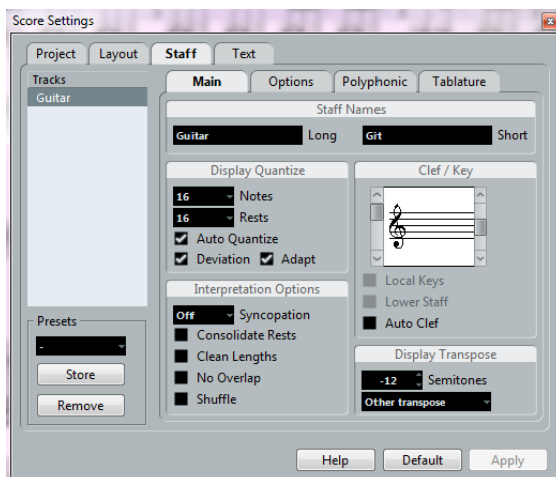 Score Settings
Project Layout Staff Text
Tracks
Guitar
Main Options Polyphonic Tablature
Staff Names
Guitar Long Git Short
Display Quantize
16 Notes
16 Rests
Auto Quantize
Deviation Adapt
Clef / Key
Local Keys
Lower Staff
Auto Clef
Interpretation Options
Off Syncopation
Consolidate Rests
Clean Lengths
No Overlap
Shuffle
Display Transpose
-12 Semitones
Other transpose
Presets
-
Store
Remove
Help Default Apply